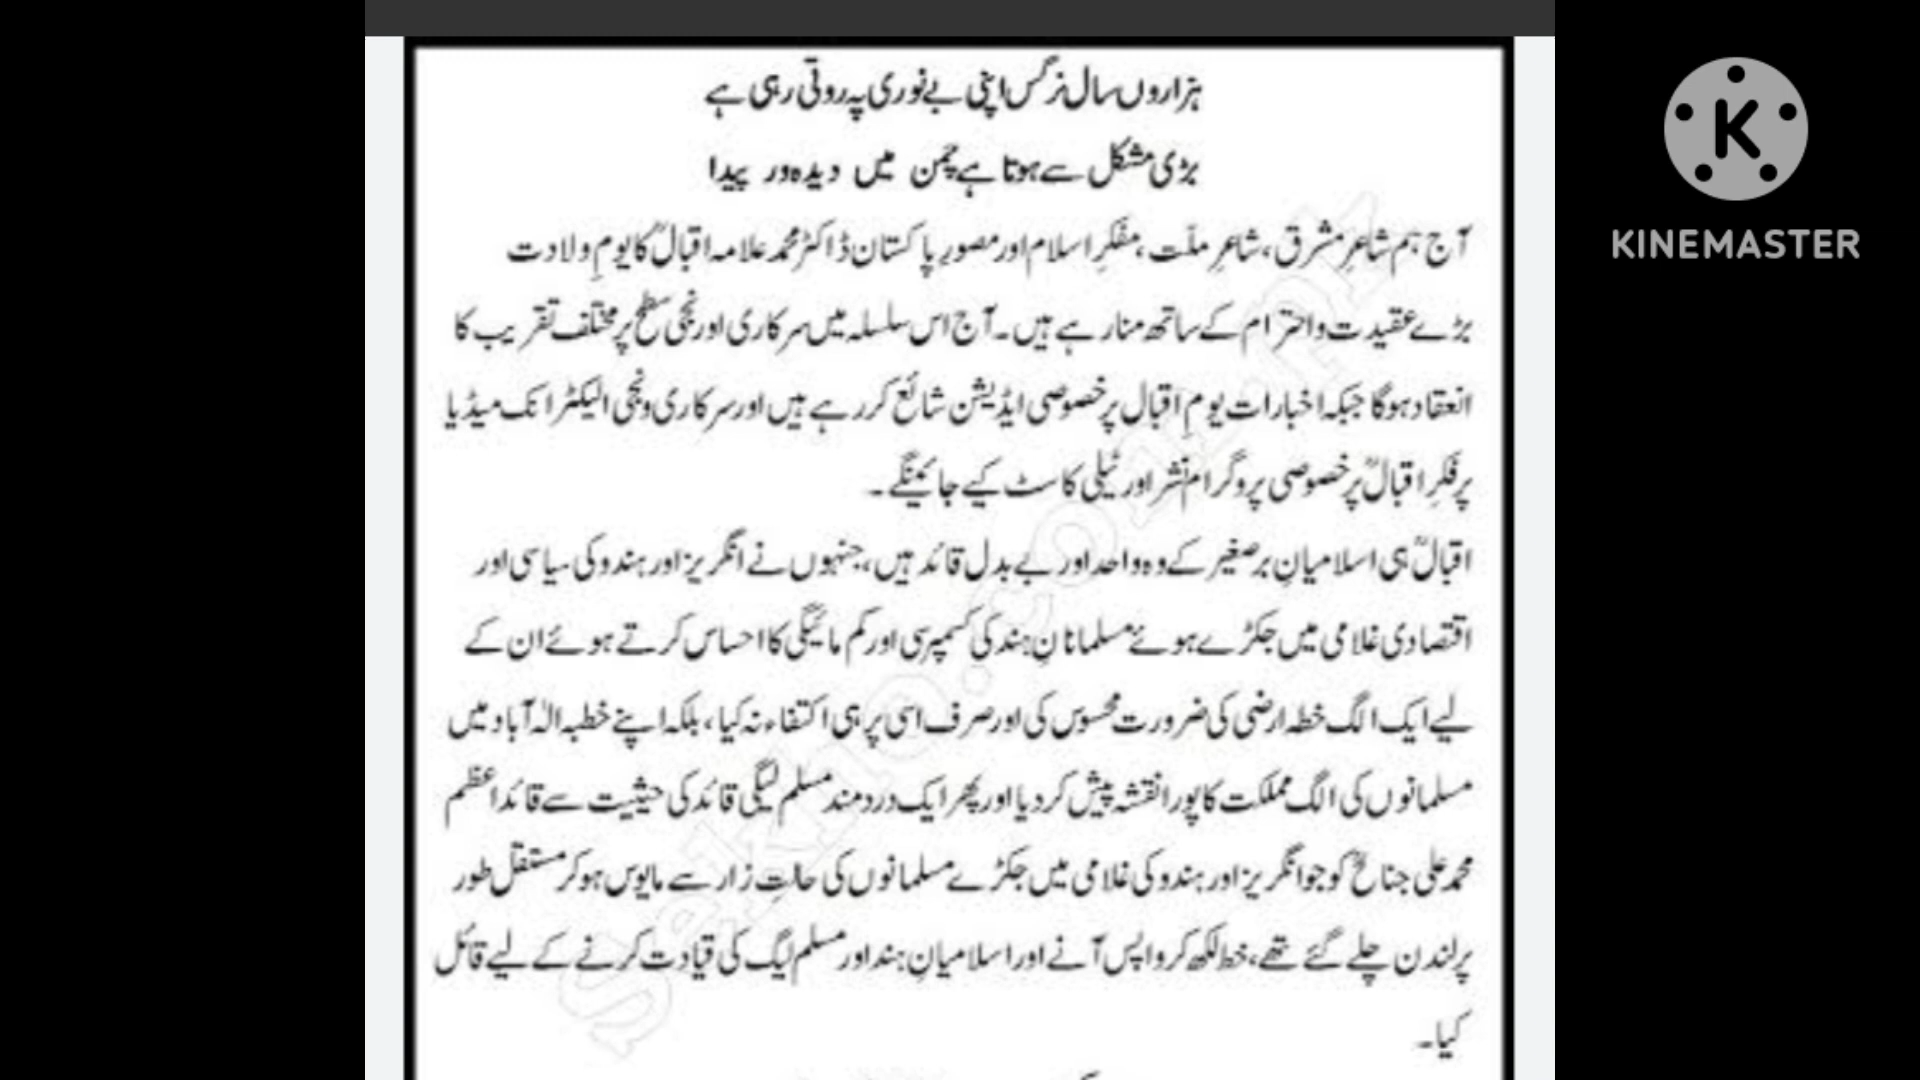 ہزاروں سال نرگس اپنی بے نوری پہ روتی رہی ہے
بڑی مشکل سے ہوتا ہے چمن میں دیدہ ور پیدا
آج ہم شاعرِ مشرق، شاعرِ ملّت، مفکرِ اسلام اور مصورِ پاکستان ڈاکٹر محمد علامہ اقبالؒ کا یومِ ولادت
بڑے عقیدت و احترام کے ساتھ منا رہے ہیں۔ آج اس سلسلہ میں سرکاری اور نجی سطح پر مختلف تقریب کا
انعقاد ہو گا جبکہ اخبارات یومِ اقبال پر خصوصی ایڈیشن شائع کر رہے ہیں اور سرکاری و نجی الیکٹرانک میڈیا
پر فکرِ اقبالؒ پر خصوصی پروگرام نشر اور ٹیلی کاسٹ کیے جائینگے۔
اقبالؒ ہی اسلامیانِ برصغیر کے وہ واحد اور بے بدل قائد ہیں، جنہوں نے انگریز اور ہندو کی سیاسی اور
اقتصادی غلامی میں جکڑے ہوئے مسلمانانِ ہند کی کسمپرسی اور کم مائیگی کا احساس کرتے ہوئے ان کے
لیے ایک الگ خطہ ارضی کی ضرورت محسوس کی اور صرف اسی پر ہی اکتفاء نہ کیا، بلکہ اپنے خطبہ الٰہ آباد میں
مسلمانوں کی الگ مملکت کا پورا نقشہ پیش کر دیا اور پھر ایک دردمند مسلم لیگی قائد کی حیثیت سے قائداعظم
محمد علی جناحؒ کو جو انگریز اور ہندو کی غلامی میں جکڑے مسلمانوں کی حالتِ زار سے مایوس ہو کر مستقل طور
پر لندن چلے گئے تھے، خط لکھ کر واپس آنے اور اسلامیانِ ہند اور مسلم لیگ کی قیادت کرنے کے لیے قائل
کیا۔
K
KINEMASTER